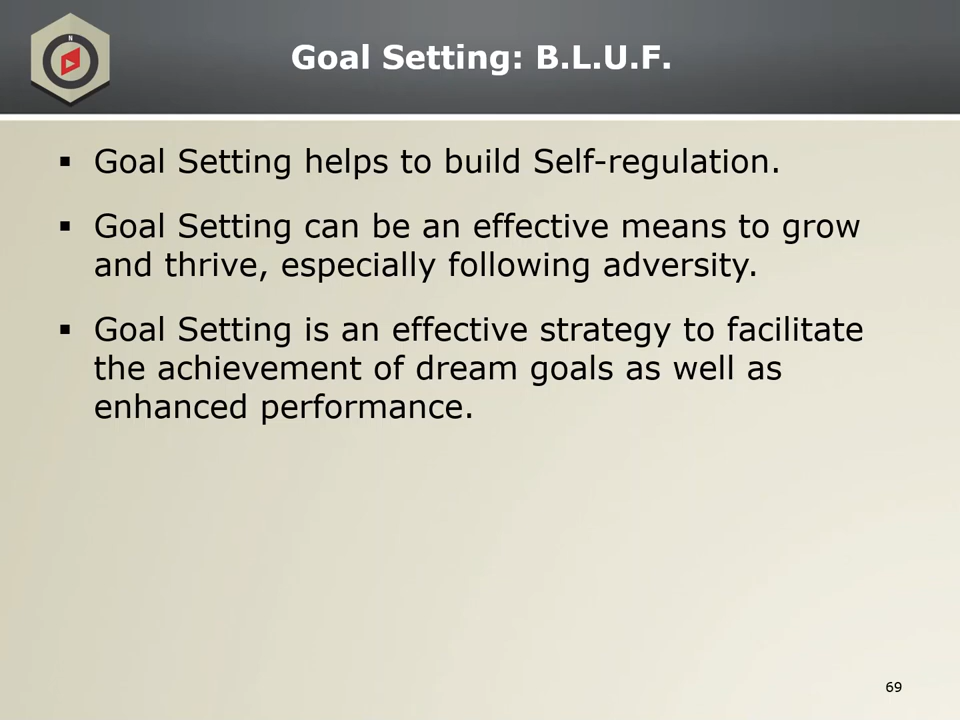 N
Goal Setting: B.L.U.F.
▪ Goal Setting helps to build Self-regulation.
▪ Goal Setting can be an effective means to grow
and thrive, especially following adversity.
▪ Goal Setting is an effective strategy to facilitate
the achievement of dream goals as well as
enhanced performance.
69